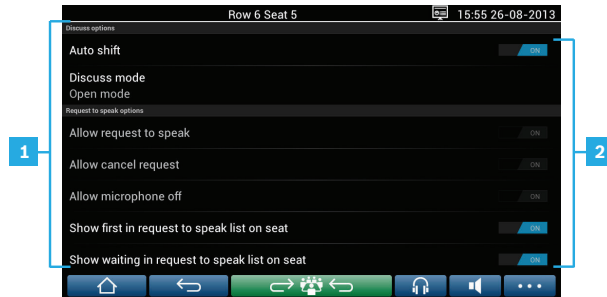 Row 6 Seat 5 15:55 26-08-2013
Discuss options
Auto shift ON
Discuss mode
Open mode
Request to speak options
Allow request to speak ON
1 2
Allow cancel request ON
Allow microphone off ON
Show first in request to speak list on seat ON
Show waiting in request to speak list on seat ON